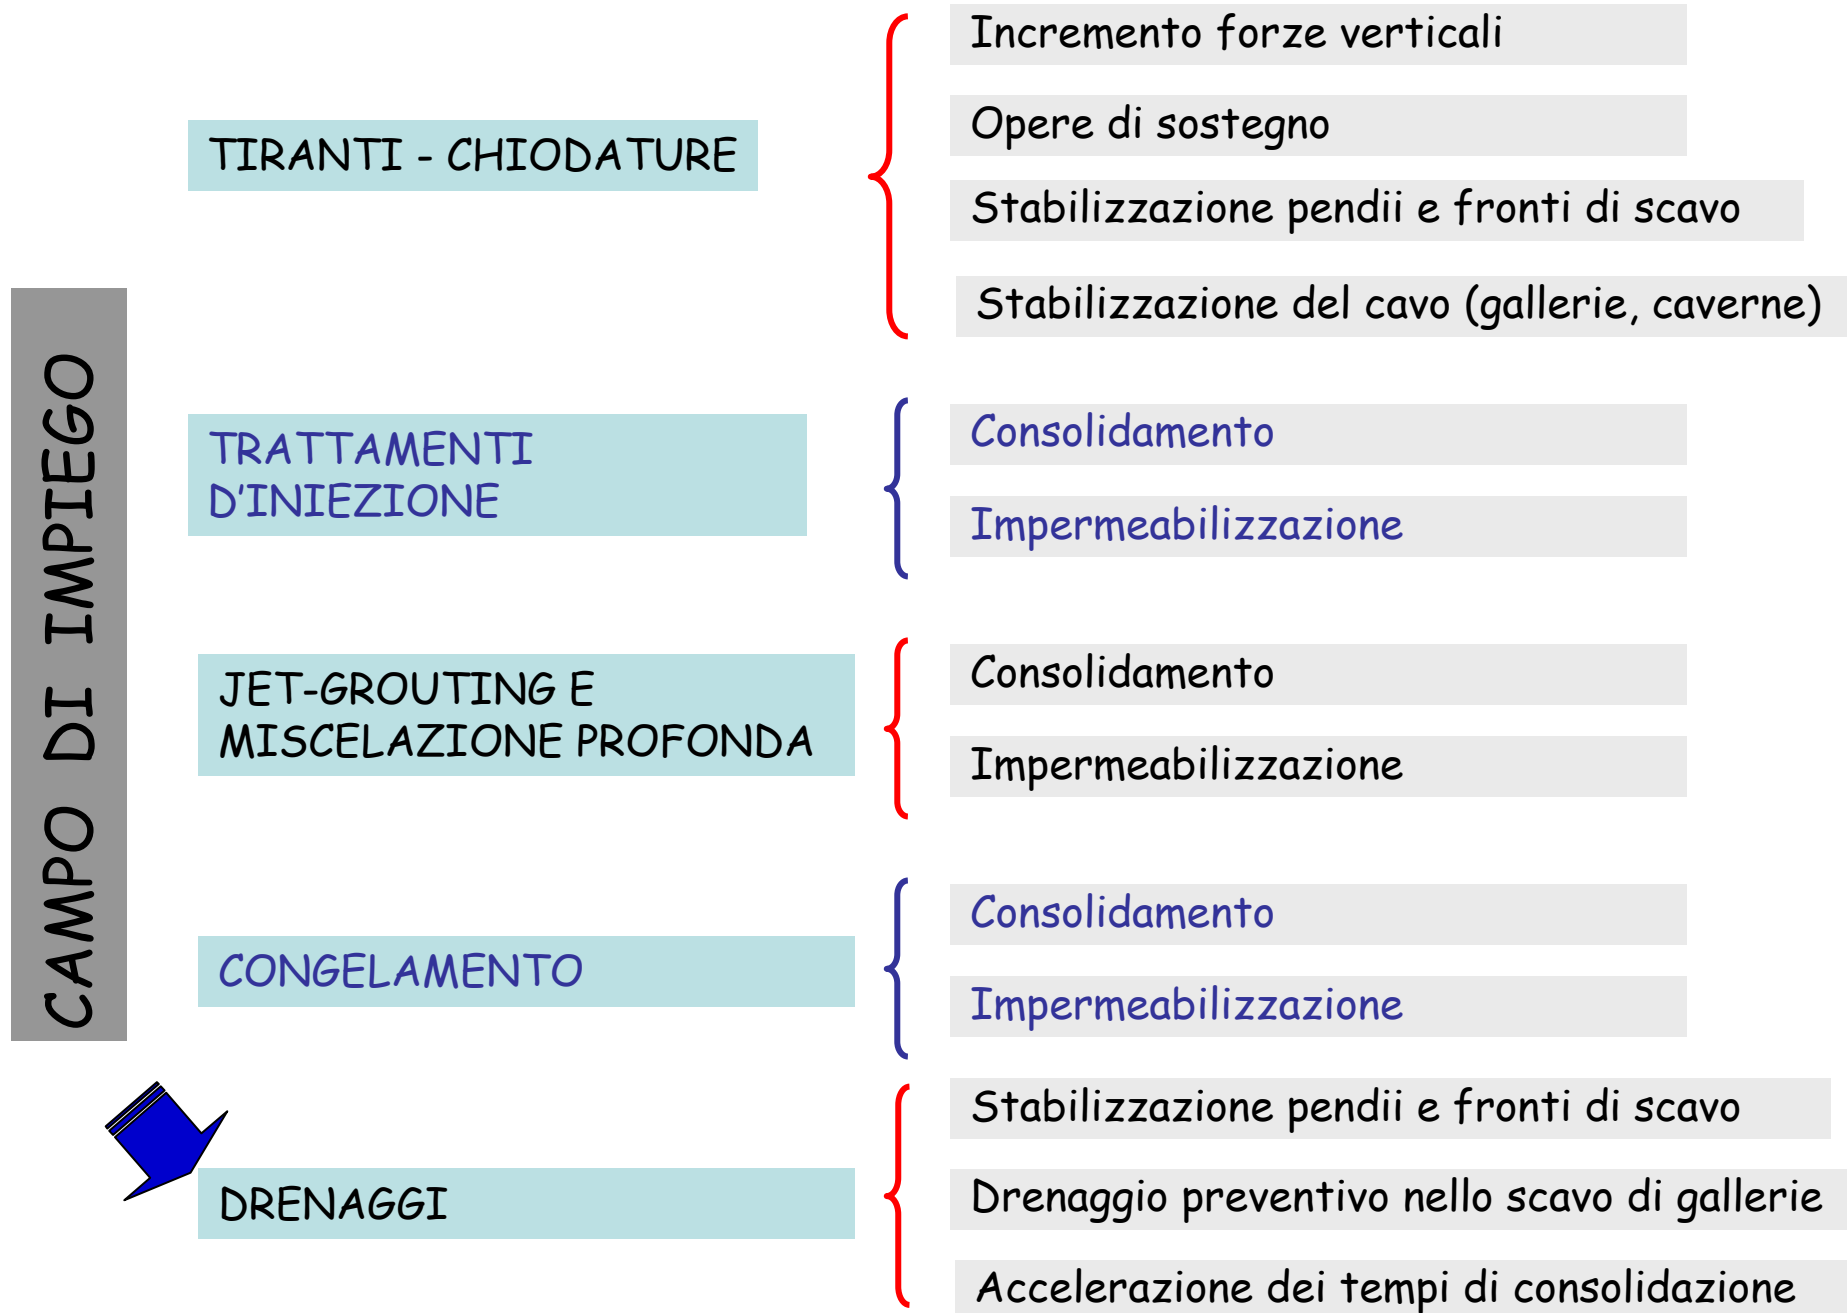 CAMPO DI IMPIEGO
TIRANTI - CHIODATURE
Incremento forze verticali
Opere di sostegno
Stabilizzazione pendii e fronti di scavo
Stabilizzazione del cavo (gallerie, caverne)
TRATTAMENTI
D'INIEZIONE
Consolidamento
Impermeabilizzazione
JET-GROUTING E
MISCELAZIONE PROFONDA
Consolidamento
Impermeabilizzazione
CONGELAMENTO
Consolidamento
Impermeabilizzazione
DRENAGGI
Stabilizzazione pendii e fronti di scavo
Drenaggio preventivo nello scavo di gallerie
Accelerazione dei tempi di consolidazione